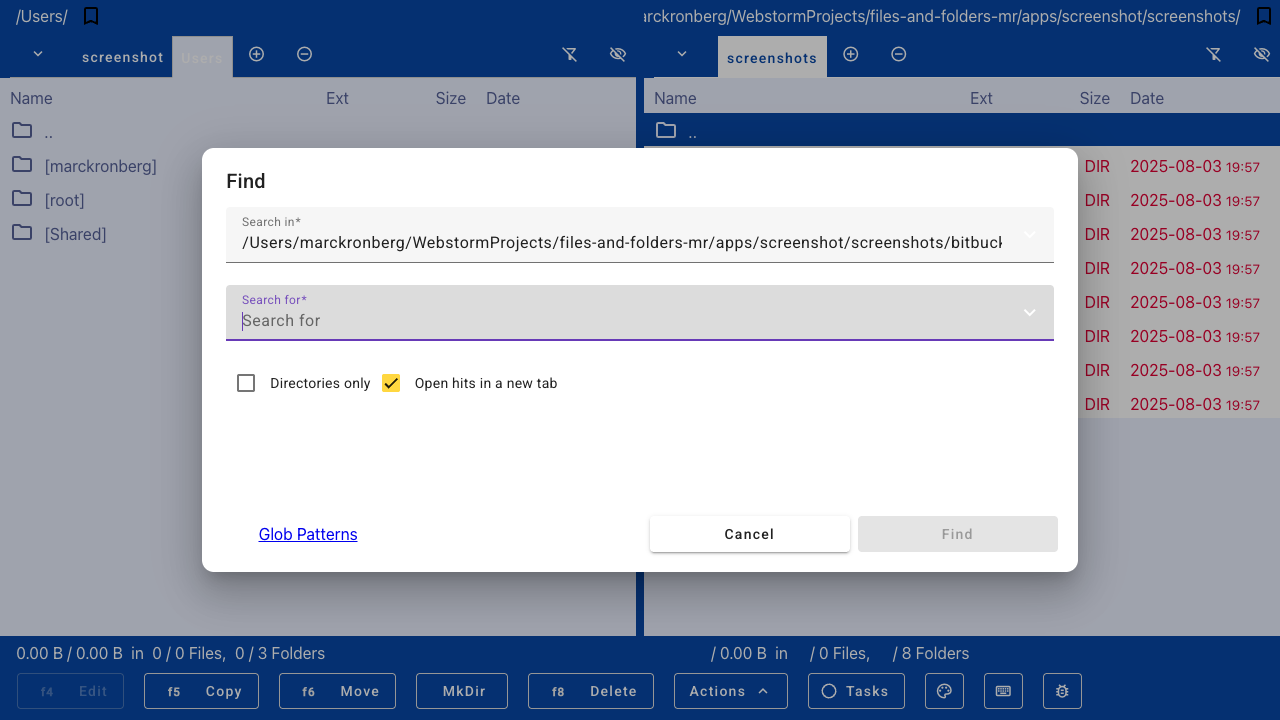 /Users/
rckronberg/WebstormProjects/files-and-folders-mr/apps/screenshot/screenshots/
screenshot Users
screenshots
Name Ext Size Date
Name Ext Size Date
..
..
[marckronberg]
[root]
[Shared]
DIR 2025-08-03 19:57
DIR 2025-08-03 19:57
DIR 2025-08-03 19:57
DIR 2025-08-03 19:57
DIR 2025-08-03 19:57
DIR 2025-08-03 19:57
DIR 2025-08-03 19:57
DIR 2025-08-03 19:57
Find
Search in*
/Users/marckronberg/WebstormProjects/files-and-folders-mr/apps/screenshot/screenshots/bitbuck
Search for*
Search for
Directories only Open hits in a new tab
Glob Patterns Cancel Find
0.00 B / 0.00 B in 0 / 0 Files, 0 / 3 Folders
/ 0.00 B in / 0 Files, / 8 Folders
f4 Edit f5 Copy f6 Move MkDir f8 Delete Actions Tasks